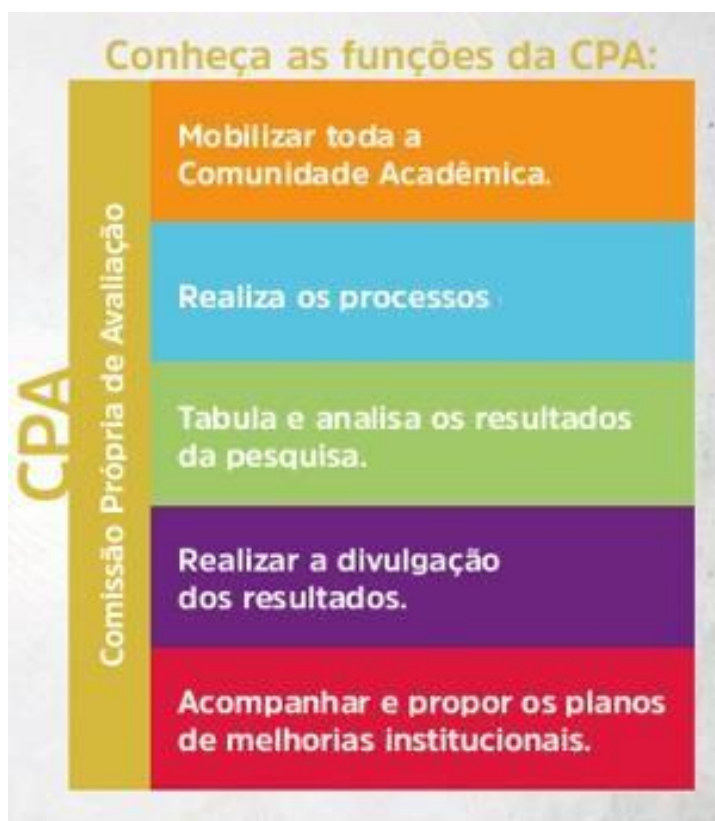 Conheça as funções da CPA:
CPA
Comissão Própria de Avaliação
Mobilizar toda a
Comunidade Acadêmica.
Realiza os processos
Tabula e analisa os resultados
da pesquisa.
Realizar a divulgação
dos resultados.
Acompanhar e propor os planos
de melhorias institucionais.